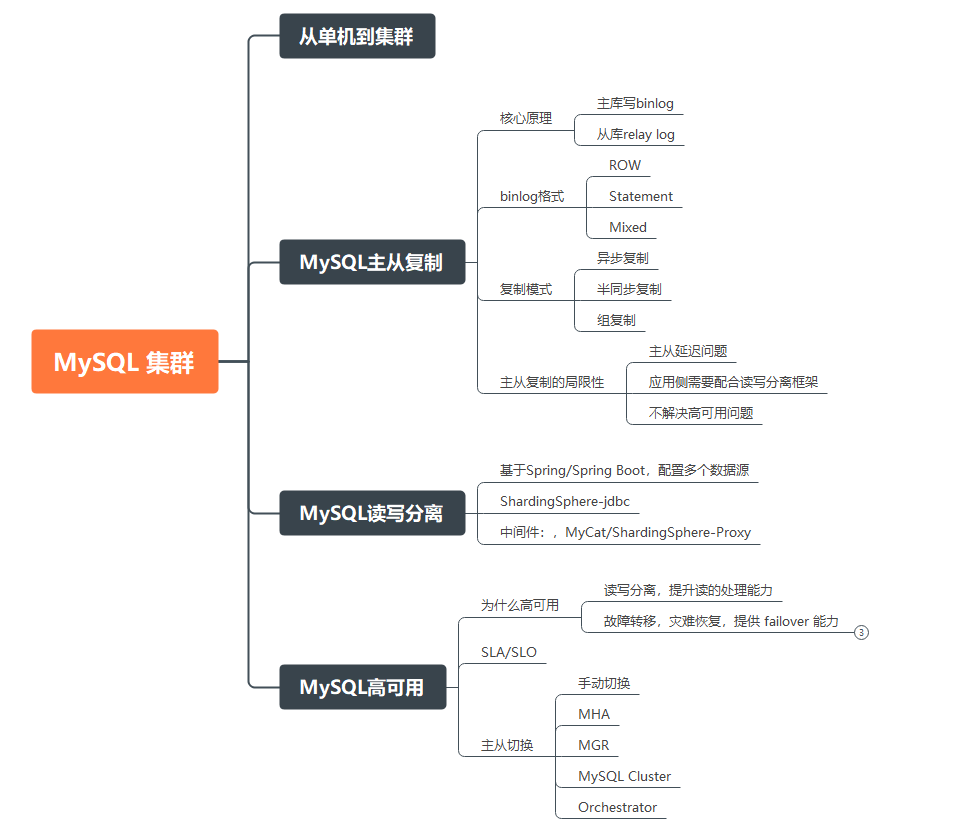 MySQL 集群
从单机到集群
MySQL主从复制
核心原理
主库写binlog
从库relay log
binlog格式
ROW
Statement
Mixed
复制模式
异步复制
半同步复制
组复制
主从复制的局限性
主从延迟问题
应用侧需要配合读写分离框架
不解决高可用问题
MySQL读写分离
基于Spring/Spring Boot，配置多个数据源
ShardingSphere-jdbc
中间件：，MyCat/ShardingSphere-Proxy
MySQL高可用
为什么高可用
读写分离，提升读的处理能力
故障转移，灾难恢复，提供 failover 能力
3
SLA/SLO
主从切换
手动切换
MHA
MGR
MySQL Cluster
Orchestrator